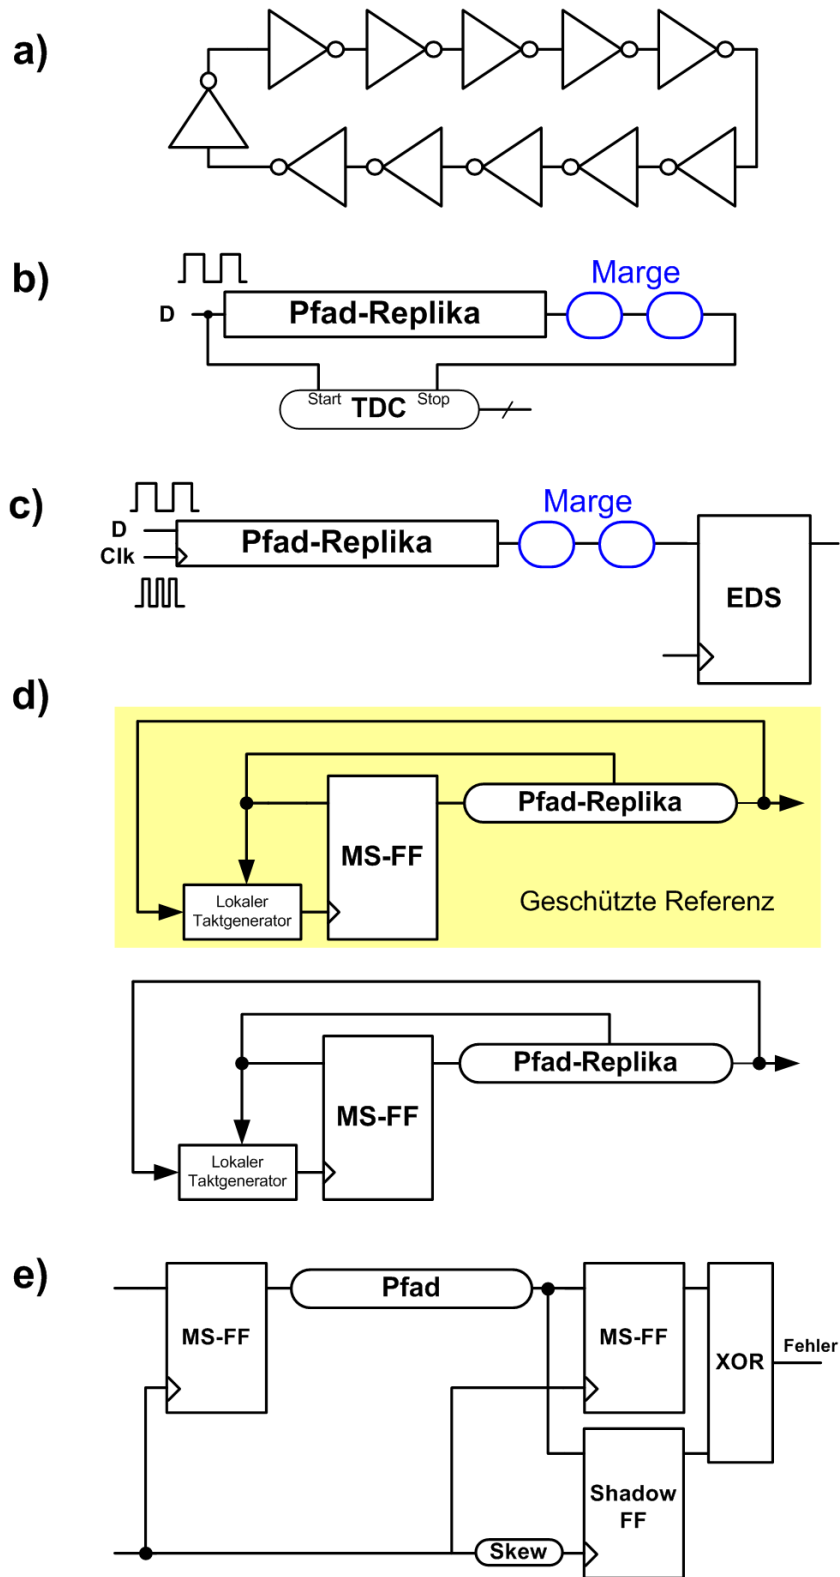 a)
b)
Marge
D
Pfad-Replika
Start TDC Stop
c)
Marge
D
Clk
Pfad-Replika
EDS
d)
Pfad-Replika
MS-FF
Lokaler
Taktgenerator
Geschützte Referenz
Pfad-Replika
MS-FF
Lokaler
Taktgenerator
e)
Pfad
MS-FF
MS-FF
XOR
Fehler
Shadow
FF
Skew